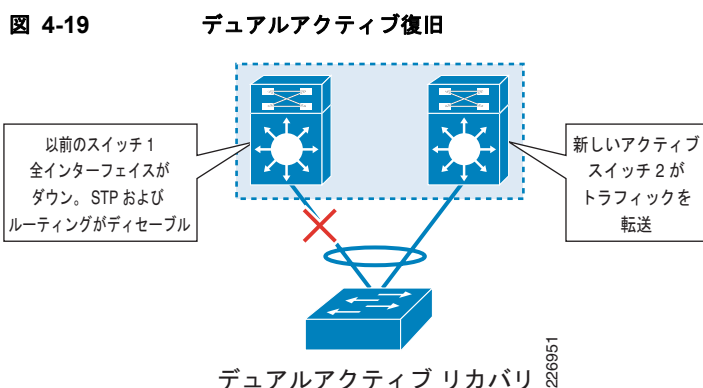 図 4-19 デュアルアクティブ復旧
以前のスイッチ 1
全インターフェイスが
ダウン。STP および
ルーティングがディセーブル
新しいアクティブ
スイッチ 2 が
トラフィックを
転送
デュアルアクティブ リカバリ
226951